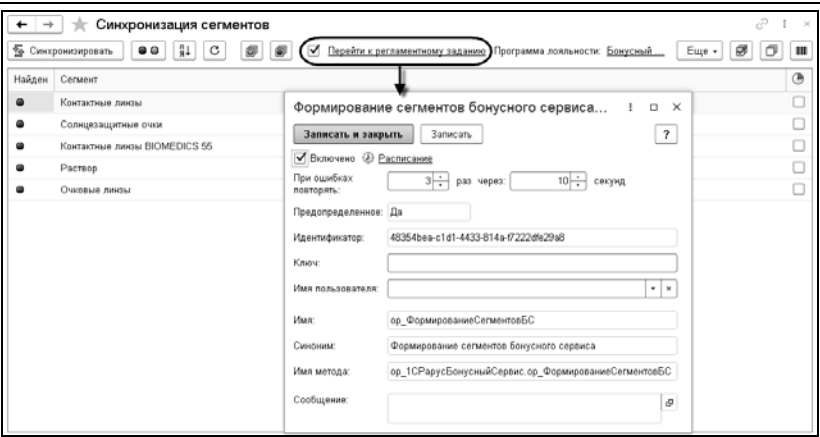 Синхронизация сегментов
Синхронизировать Перейти к регламентному заданию Программа лояльности: Бонусный ... Еще
Найден Сегмент
Контактные линзы
Солнцезащитные очки
Контактные линзы BIOMEDICS 55
Раствор
Очковые линзы
Формирование сегментов бонусного сервиса...
Записать и закрыть Записать ?
Включено Расписание
При ошибках повторять: 3 раз через: 10 секунд
Предопределенное: Да
Идентификатор: 48354bea-c1d1-4433-814a-f7222dfe29a8
Ключ:
Имя пользователя:
Имя: ор_ФормированиеСегментовБС
Синоним: Формирование сегментов бонусного сервиса
Имя метода: ор_1СРарусБонусныйСервис.ор_ФормированиеСегментовБС
Сообщение: